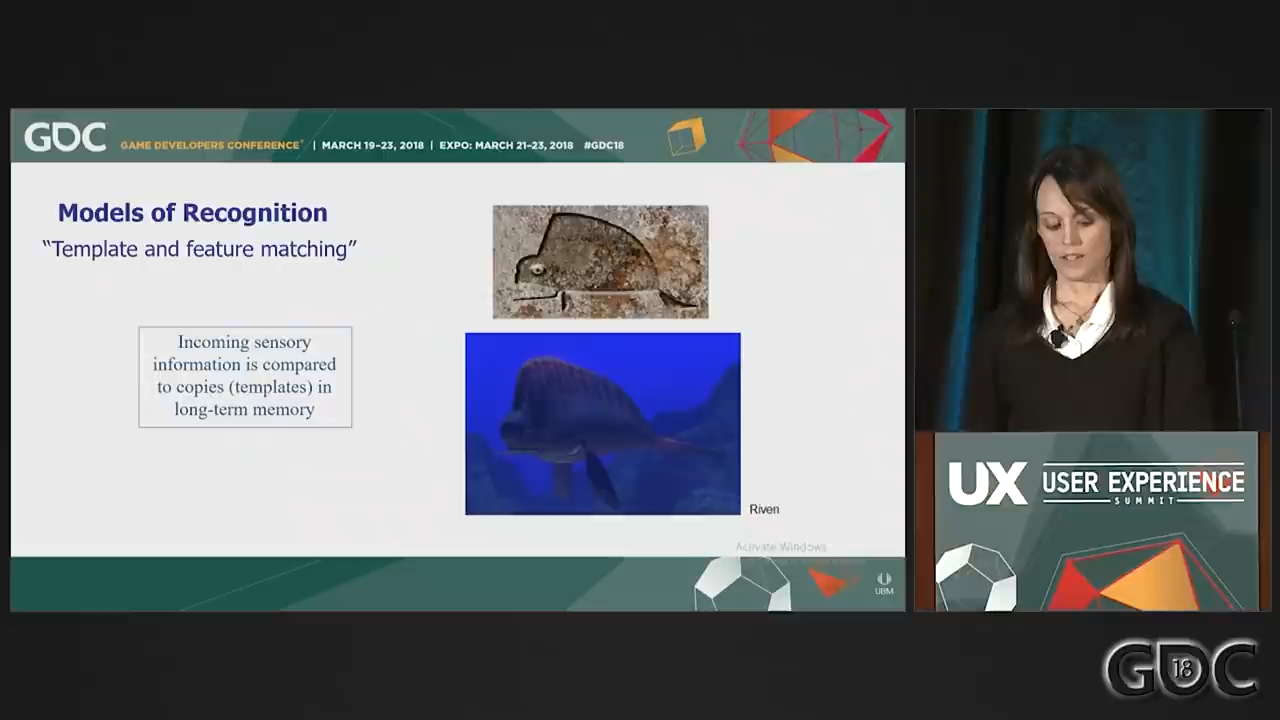 GDC
GAME DEVELOPERS CONFERENCE | MARCH 19–23, 2018 | EXPO: MARCH 21–23, 2018 #GDC18
Models of Recognition
“Template and feature matching”
Incoming sensory
information is compared
to copies (templates) in
long-term memory
Riven
Activate Windows
UBM
UX USER EXPERIENCE
SUMMIT
GDC
18